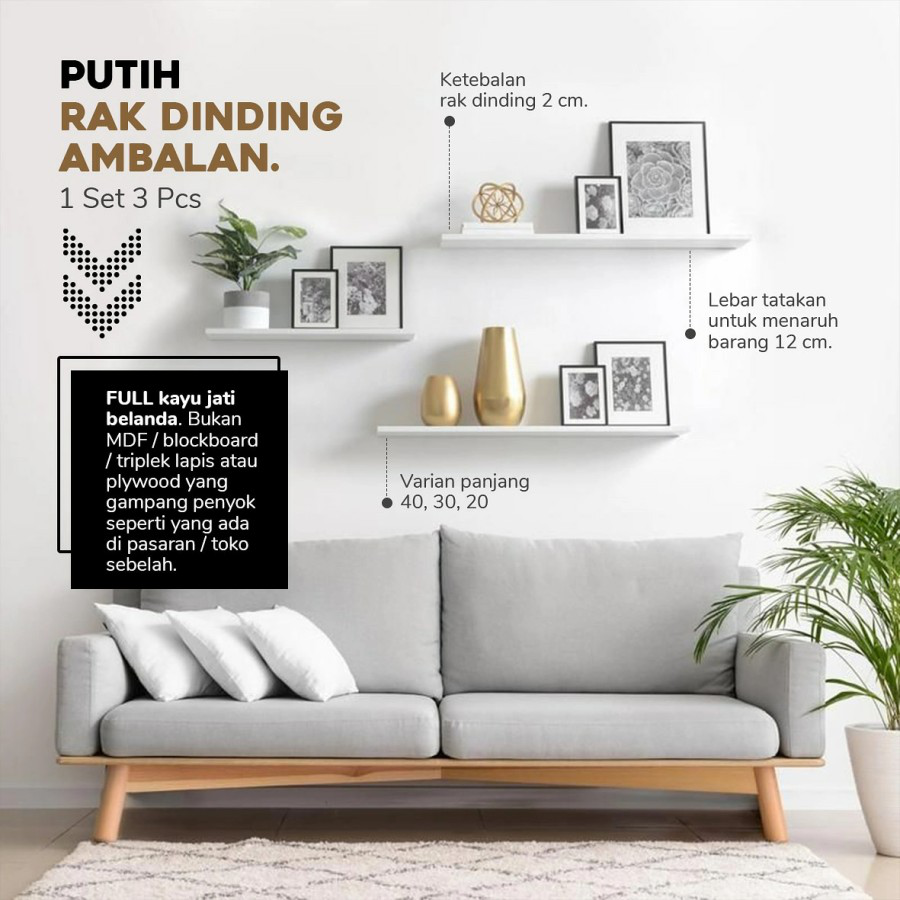 PUTIH
RAK DINDING
AMBALAN.
1 Set 3 Pcs
Ketebalan
rak dinding 2 cm.
Lebar tatakan
untuk menaruh
barang 12 cm.
FULL kayu jati
belanda. Bukan
MDF / blockboard
/ triplek lapis atau
plywood yang
gampang penyok
seperti yang ada
di pasaran / toko
sebelah.
Varian panjang
40, 30, 20